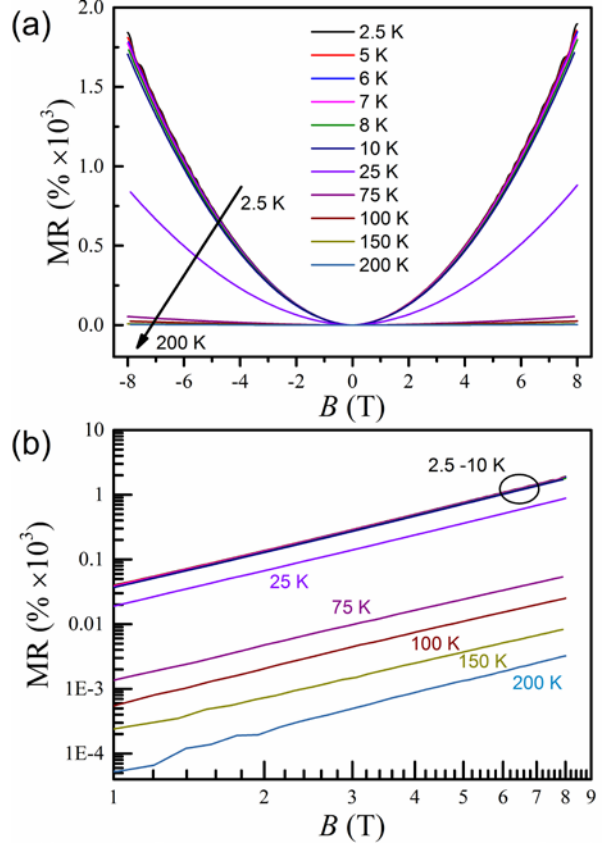 (a)
MR (% ×10³)
2.0
1.5
1.0
0.5
0.0
2.5 K
5 K
6 K
7 K
8 K
10 K
25 K
75 K
100 K
150 K
200 K
2.5 K
200 K
-8 -6 -4 -2 0 2 4 6 8
B (T)
(b)
MR (% ×10³)
10
1
0.1
0.01
1E-3
1E-4
2.5 -10 K
25 K
75 K
100 K
150 K
200 K
1 2 3 4 5 6 7 8 9
B (T)